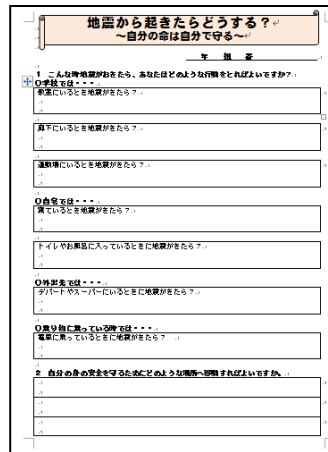 地震から起きたらどうする？
～自分の命は自分で守る～
年 組 番
１ こんな時地震がおきたら、あなたはどのような行動をとればよいですか？
○学校では・・・
教室にいるとき地震がきたら？
廊下にいるとき地震がきたら？
運動場にいるとき地震がきたら？
○自宅では・・・
寝ているとき地震がきたら？
トイレやお風呂に入っているときに地震がきたら？
○外出先では・・・
デパートやスーパーにいるときに地震がきたら？
○乗り物に乗っている時では・・・
電車に乗っているときに地震がきたら？
２ 自分の身の安全を守るためにどのような場所へ移動すればよいですか。